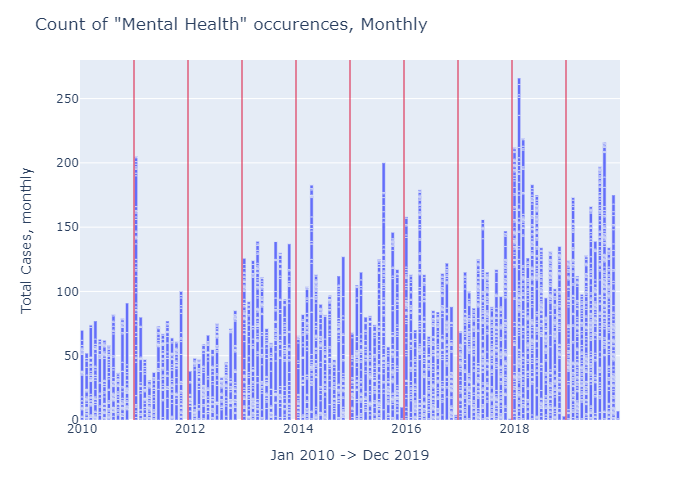 Count of "Mental Health" occurences, Monthly
Total Cases, monthly
250
200
150
100
50
0
2010 2012 2014 2016 2018
Jan 2010 -> Dec 2019